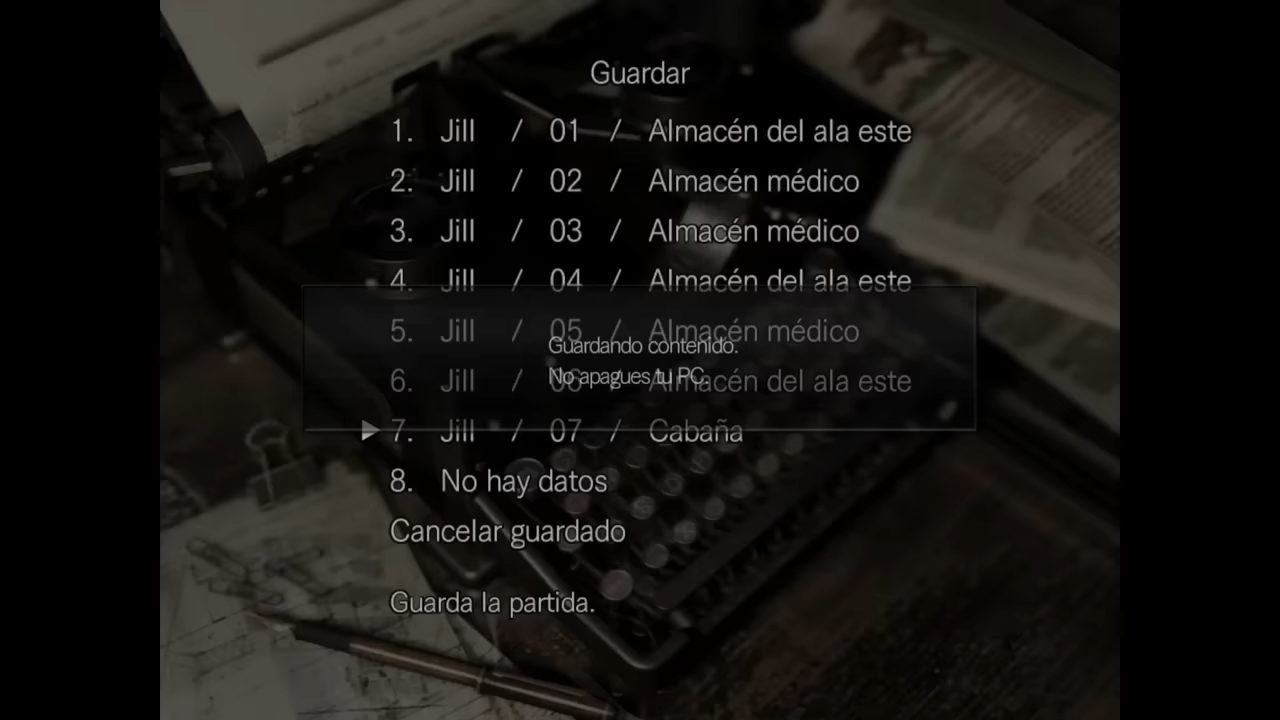 Guardar
1. Jill / 01 / Almacén del ala este
2. Jill / 02 / Almacén médico
3. Jill / 03 / Almacén médico
4. Jill / 04 / Almacén del ala este
5. Jill / 05 / Almacén médico
Guardando contenido.
No apagues tu PC.
6. Jill / 06 / Almacén del ala este
7. Jill / 07 / Cabaña
8. No hay datos
Cancelar guardado
Guarda la partida.